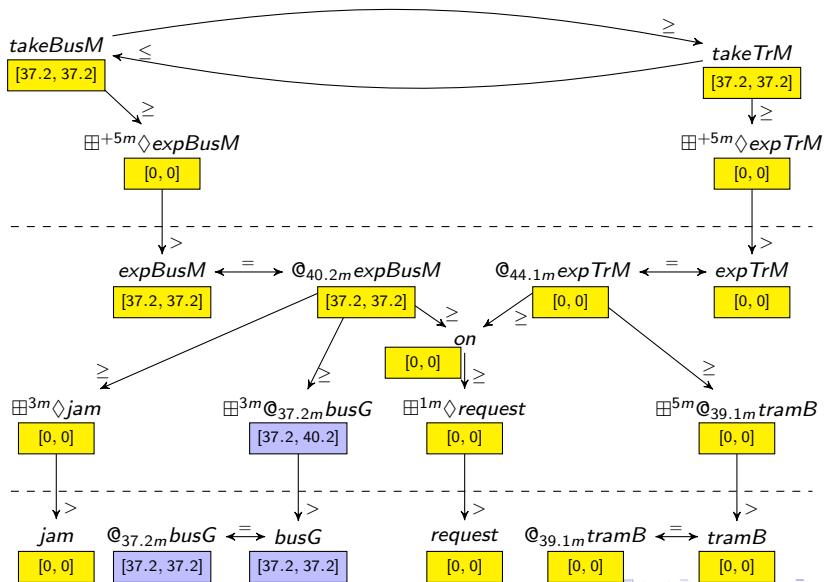 takeBusM ≥ takeTrM
≤
[37.2, 37.2] [37.2, 37.2]
≥ ≥
⊞⁺⁵ᵐ◇expBusM ⊞⁺⁵ᵐ◇expTrM
[0, 0] [0, 0]
> >
expBusM = @₄₀.₂ₘexpBusM @₄₄.₁ₘexpTrM = expTrM
[37.2, 37.2] [37.2, 37.2] [0, 0] [0, 0]
≥ ≥
on
[0, 0]
≥ ≥ ≥ ≥
⊞³ᵐ◇jam ⊞³ᵐ@₃₇.₂ₘbusG ⊞¹ᵐ◇request ⊞⁵ᵐ@₃₉.₁ₘtramB
[0, 0] [37.2, 40.2] [0, 0] [0, 0]
> > > >
jam @₃₇.₂ₘbusG = busG request @₃₉.₁ₘtramB = tramB
[0, 0] [37.2, 37.2] [37.2, 37.2] [0, 0] [0, 0] [0, 0]